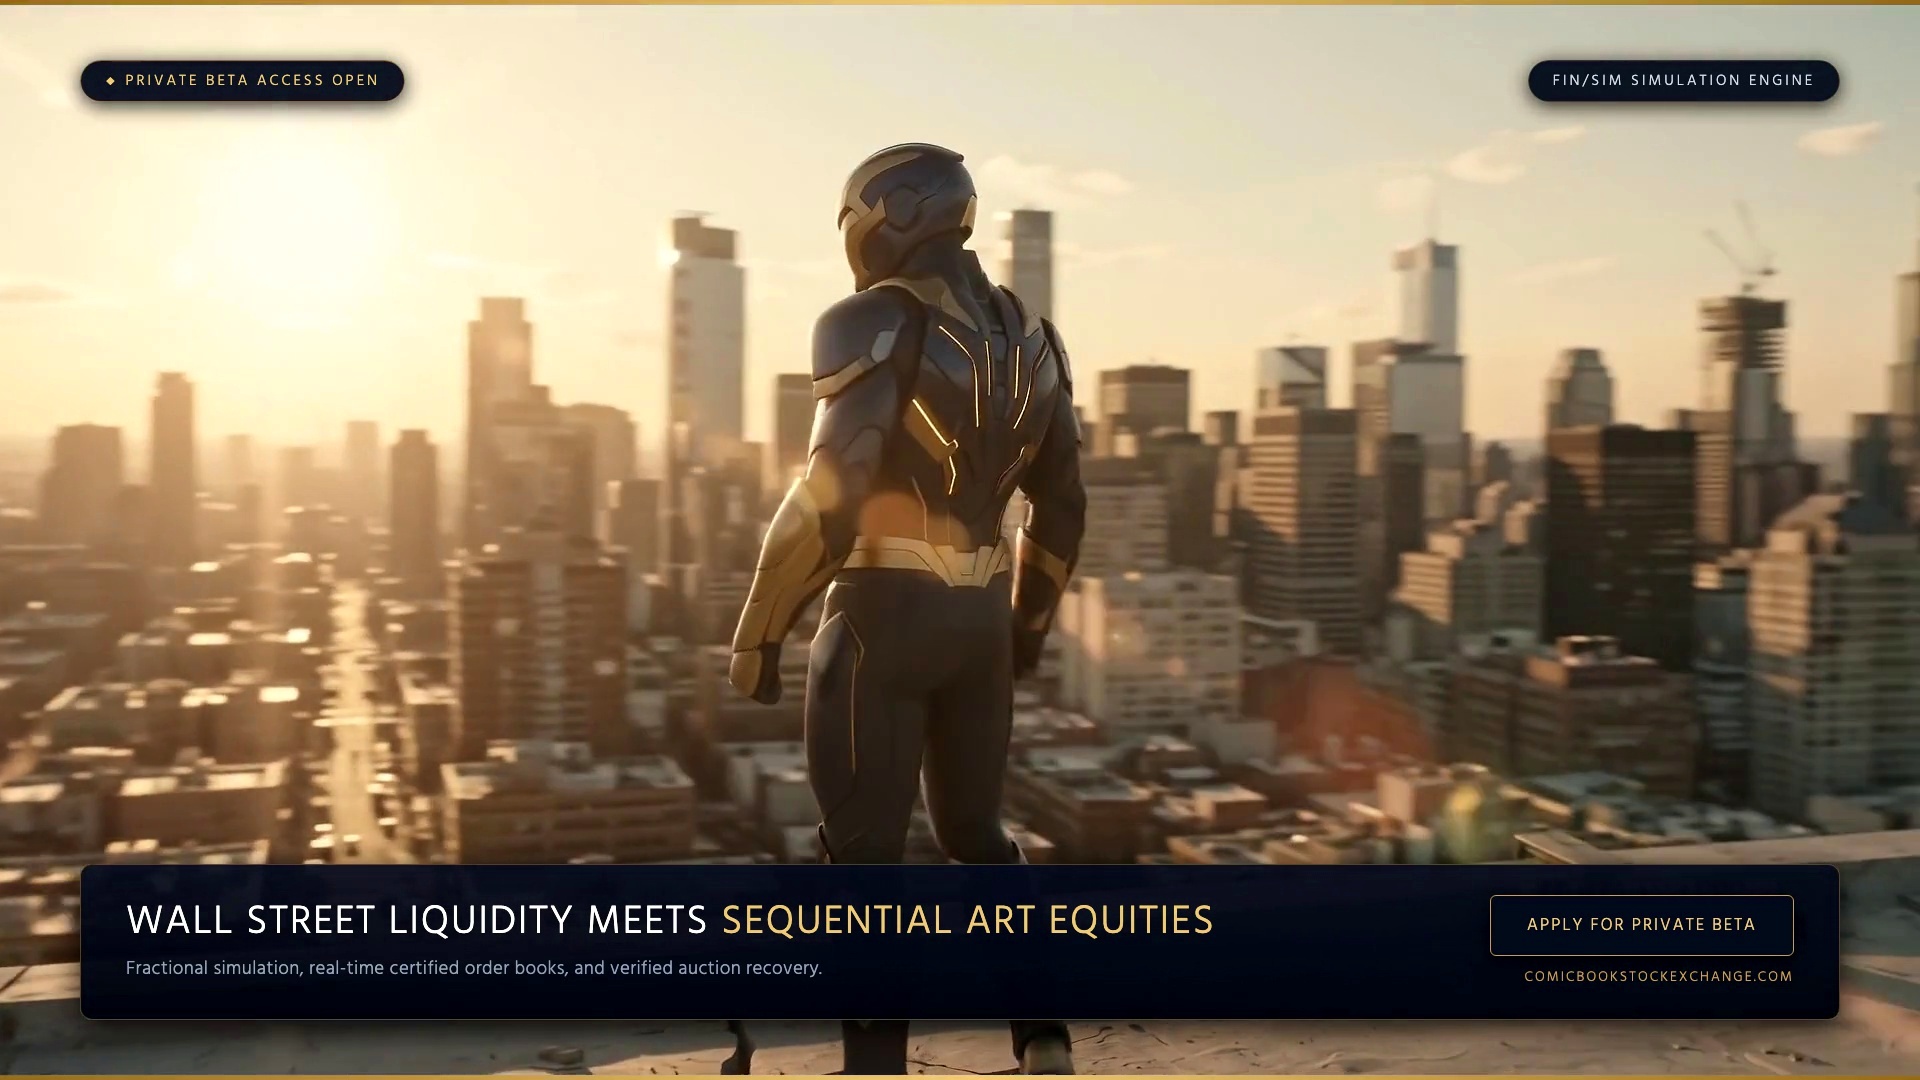 ◆ PRIVATE BETA ACCESS OPEN
FIN/SIM SIMULATION ENGINE
WALL STREET LIQUIDITY MEETS SEQUENTIAL ART EQUITIES
Fractional simulation, real-time certified order books, and verified auction recovery.
APPLY FOR PRIVATE BETA
COMICBOOKSTOCKEXCHANGE.COM